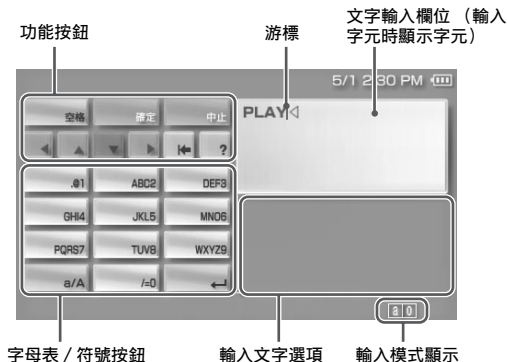 功能按鈕
游標
文字輸入欄位 （輸入
字元時顯示字元）
5/1 2:30 PM
空格 確定 中止
?
PLAY
.@1 ABC2 DEF3
GHI4 JKL5 MNO6
PQRS7 TUV8 WXYZ9
a/A /=0
a 0
字母表 / 符號按鈕
輸入文字選項
輸入模式顯示